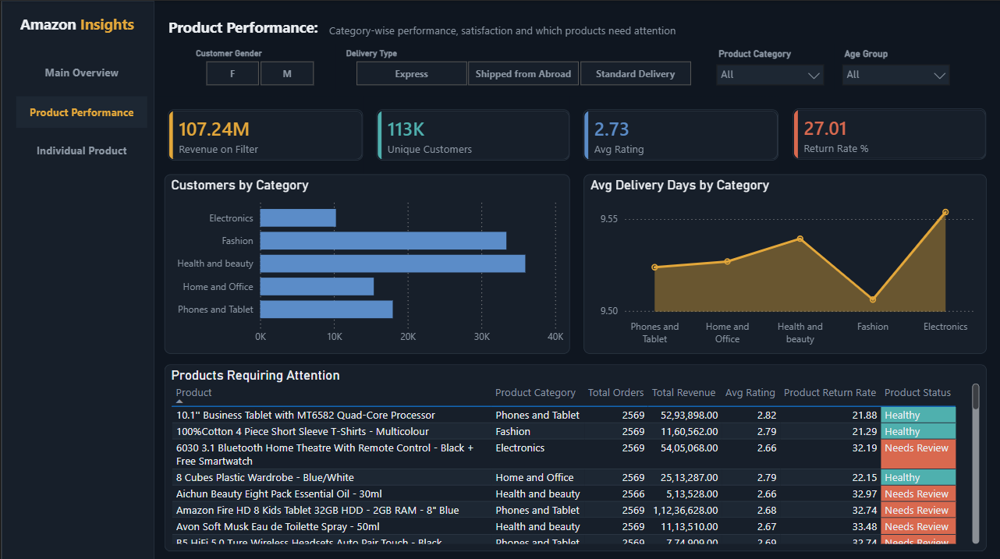 Amazon Insights
Main Overview
Product Performance
Individual Product
Product Performance:
Category-wise performance, satisfaction and which products need attention
Customer Gender
F
M
Delivery Type
Express
Shipped from Abroad
Standard Delivery
Product Category
All
Age Group
All
107.24M
Revenue on Filter
113K
Unique Customers
2.73
Avg Rating
27.01
Return Rate %
Customers by Category
Electronics
Fashion
Health and beauty
Home and Office
Phones and Tablet
0K 10K 20K 30K 40K
Avg Delivery Days by Category
9.55
9.50
Phones and Tablet
Home and Office
Health and beauty
Fashion
Electronics
Products Requiring Attention
Product Product Category Total Orders Total Revenue Avg Rating Product Return Rate Product Status
10.1'' Business Tablet with MT6582 Quad-Core Processor Phones and Tablet 2569 52,93,898.00 2.82 21.88 Healthy
100%Cotton 4 Piece Short Sleeve T-Shirts - Multicolour Fashion 2569 11,60,562.00 2.79 21.29 Healthy
6030 3.1 Bluetooth Home Theatre With Remote Control - Black + Electronics 2569 54,05,068.00 2.66 32.19 Needs Review
Free Smartwatch
8 Cubes Plastic Wardrobe - Blue/White Home and Office 2569 25,13,287.00 2.79 22.15 Healthy
Aichun Beauty Eight Pack Essential Oil - 30ml Health and beauty 2566 5,13,528.00 2.66 32.97 Needs Review
Amazon Fire HD 8 Kids Tablet 32GB HDD - 2GB RAM - 8" Blue Phones and Tablet 2569 1,12,36,628.00 2.68 32.74 Needs Review
Avon Soft Musk Eau de Toilette Spray - 50ml Health and beauty 2569 11,13,510.00 2.67 33.48 Needs Review
B5 HiFi 5.0 Ture Wireless Headsets Auto Pair Touch - Black Phones and Tablet 2569 7,74,909.00 2.69 32.74 Needs Review